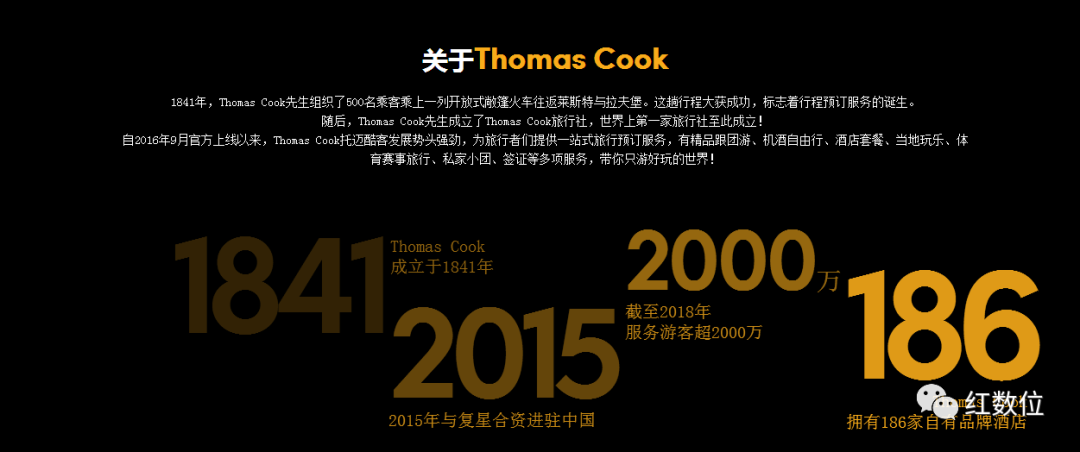 关于Thomas Cook
1841年，Thomas Cook先生组织了500名乘客乘上一列开放式敞篷火车往返莱斯特与拉夫堡。这趟行程大获成功，标志着行程预订服务的诞生。
随后，Thomas Cook先生成立了Thomas Cook旅行社，世界上第一家旅行社至此成立！
自2016年9月官方上线以来，Thomas Cook托迈酷客发展势头强劲，为旅行者们提供一站式旅行预订服务，有精品跟团游、机酒自由行、酒店套餐、当地玩乐、体
育赛事旅行、私家小团、签证等多项服务，带你只游好玩的世界！
1841
Thomas Cook
成立于1841年
2015
2015年与复星合资进驻中国
2000万
截至2018年
服务游客超2000万
186
拥有186家自有品牌酒店
红数位